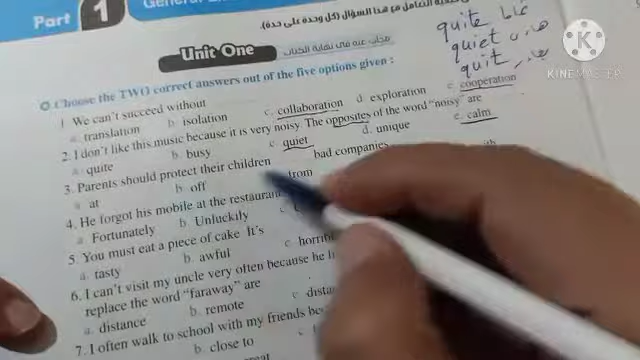 Part 1 General
quite
quiet
quit
KINEMASTER
Unit One
Choose the TWO correct answers out of the five options given :
1. We can't succeed without
a. translation b. isolation c. collaboration d. exploration e. cooperation
2. I don't like this music because it is very noisy. The opposites of the word "noisy" are
a. quite b. busy c. quiet d. unique e. calm
3. Parents should protect their children bad companies.
a. at b. off from with
4. He forgot his mobile at the restaurant
a. Fortunately b. Unluckily c
5. You must eat a piece of cake It's
a. tasty b. awful c horrib
6. I can't visit my uncle very often because he li
replace the word "faraway" are
a. distance b. remote c dista
7. I often walk to school with my friends bec
b. close to